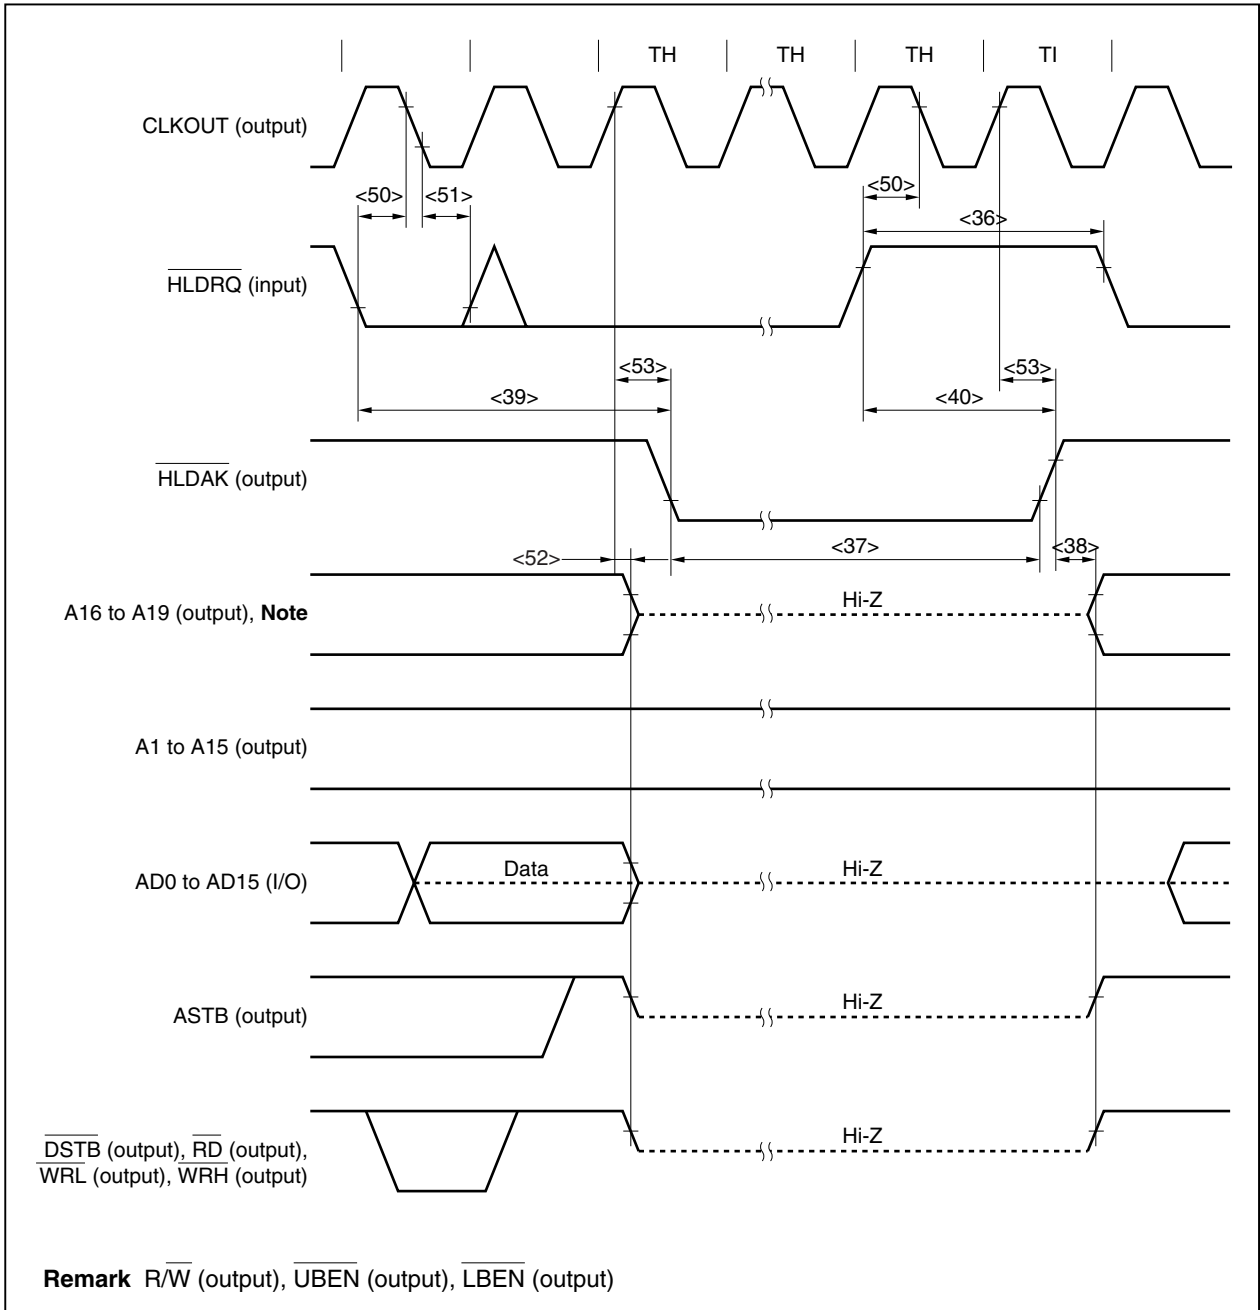 TH TH TH TI
CLKOUT (output)
<50> <51> <50>
<36>
HLDRQ (input)
<53> <53>
<39> <40>
HLDAK (output)
<52> <37> <38>
A16 to A19 (output), Note
Hi-Z
A1 to A15 (output)
AD0 to AD15 (I/O)
Data Hi-Z
ASTB (output)
Hi-Z
DSTB (output), RD (output),
WRL (output), WRH (output)
Hi-Z
Remark R/W (output), UBEN (output), LBEN (output)